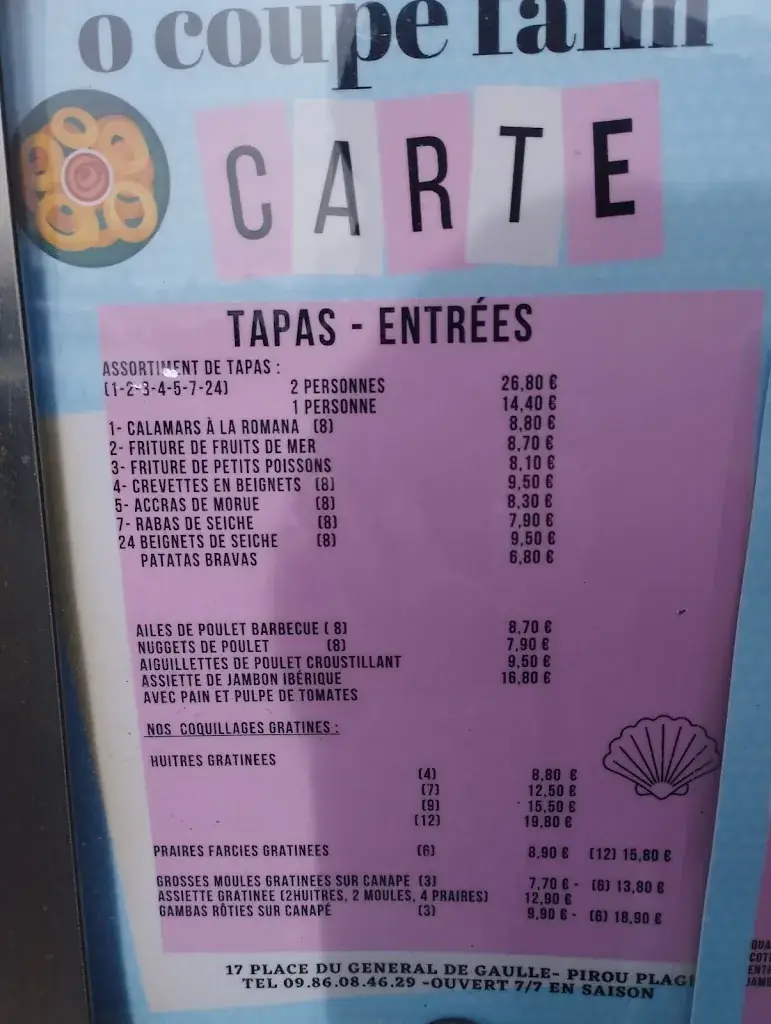 o coupe faim
CARTE
TAPAS - ENTRÉES
ASSORTIMENT DE TAPAS :
(1-2-3-4-5-7-24) 2 PERSONNES 26,80 €
1 PERSONNE 14,40 €
1- CALAMARS À LA ROMANA (8) 8,80 €
2- FRITURE DE FRUITS DE MER 8,70 €
3- FRITURE DE PETITS POISSONS 8,10 €
4- CREVETTES EN BEIGNETS (8) 9,50 €
5- ACCRAS DE MORUE (8) 8,30 €
7- RABAS DE SEICHE (8) 7,90 €
24 BEIGNETS DE SEICHE (8) 9,50 €
PATATAS BRAVAS 6,80 €
AILES DE POULET BARBECUE ( 8) 8,70 €
NUGGETS DE POULET (8) 7,90 €
AIGUILLETTES DE POULET CROUSTILLANT 9,50 €
ASSIETTE DE JAMBON IBÉRIQUE 16,80 €
AVEC PAIN ET PULPE DE TOMATES
NOS COQUILLAGES GRATINES :
HUITRES GRATINEES
(4) 8,80 €
(7) 12,50 €
(9) 15,50 €
(12) 19,80 €
PRAIRES FARCIES GRATINEES (6) 8,90 € (12) 15,80 €
GROSSES MOULES GRATINEES SUR CANAPE (3) 7,70 € - (6) 13,80 €
ASSIETTE GRATINEE (2HUITRES, 2 MOULES, 4 PRAIRES) 12,90 €
GAMBAS RÔTIES SUR CANAPÉ (3) 9,90 € - (6) 18,90 €
17 PLACE DU GENERAL DE GAULLE- PIROU PLAGE
TEL 09.86.08.46.29 -OUVERT 7/7 EN SAISON